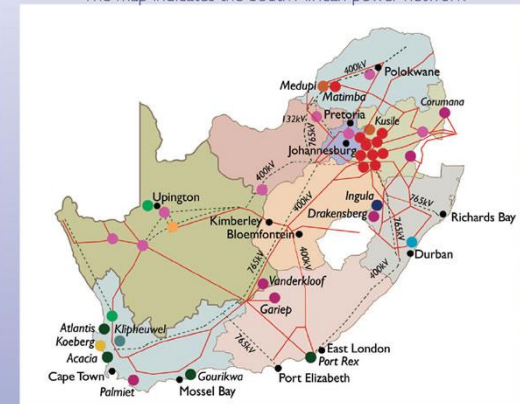 The map indicates the South African power network
400kV
Polokwane
Medupi
Matimba
Corumana
132kV
765kV
Pretoria
Kusile
Johannesburg
400kV
Upington
Ingula
765kV
400kV
Kimberley
Drakensberg
Richards Bay
Bloemfontein
765kV
Durban
765kV
400kV
400kV
Vanderkloof
Gariep
Atlantis
Klipheuwel
Koeberg
765kV
East London
Acacia
Port Rex
Cape Town
Gourikwa
Port Elizabeth
Palmiet
Mossel Bay